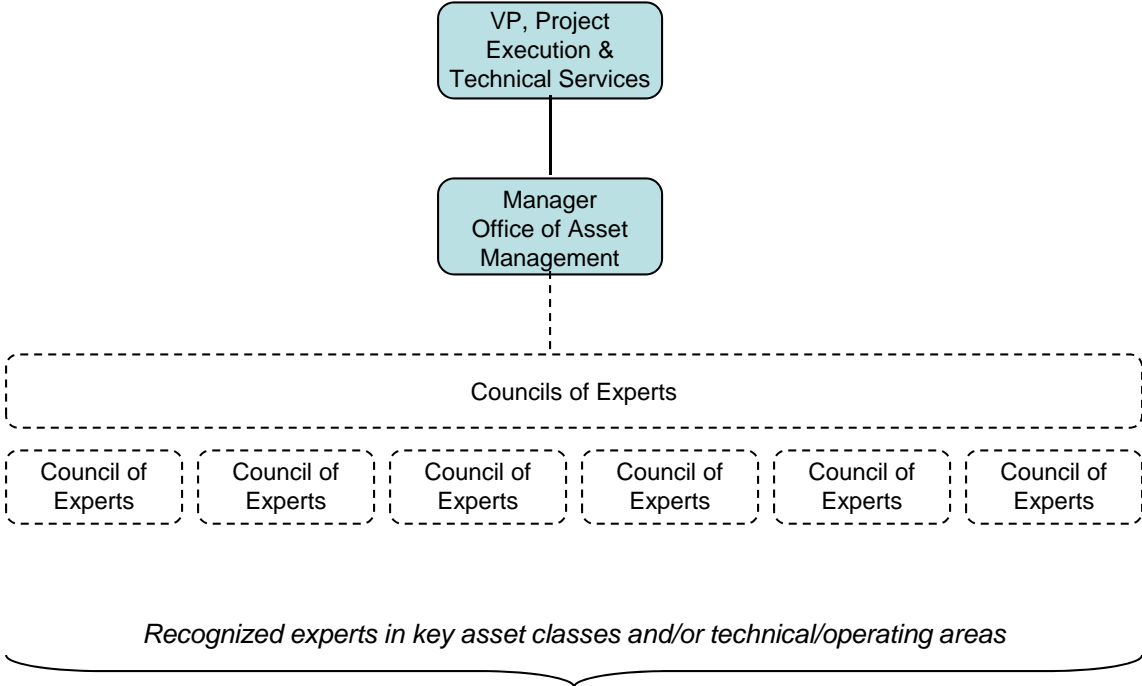 VP, Project
Execution &
Technical Services
Manager
Office of Asset
Management
Councils of Experts
Council of
Experts
Council of
Experts
Council of
Experts
Council of
Experts
Council of
Experts
Council of
Experts
Recognized experts in key asset classes and/or technical/operating areas